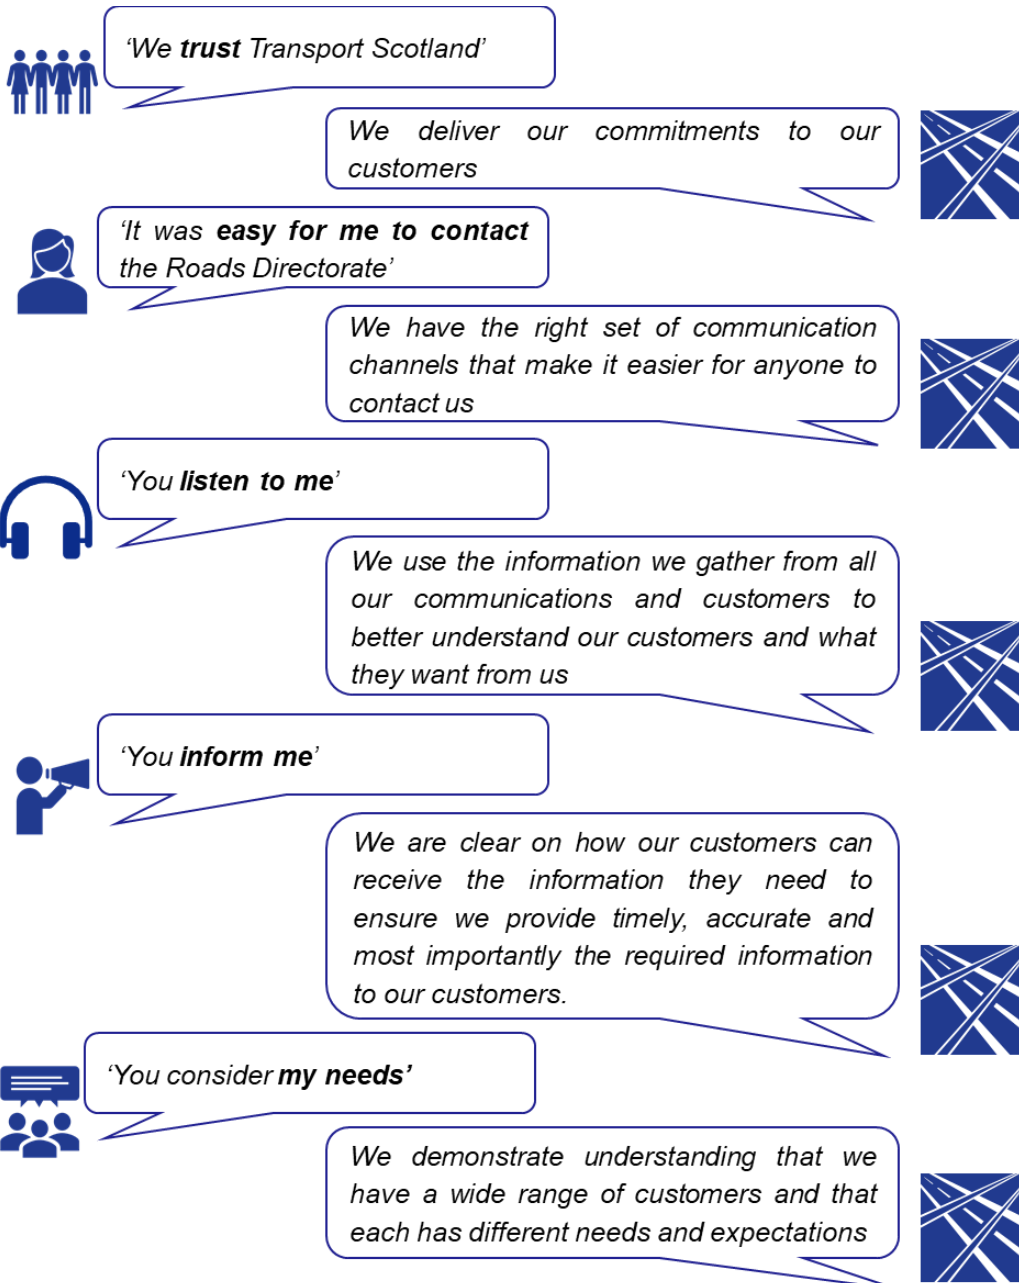 ‘We trust Transport Scotland’
We deliver our commitments to our
customers
‘It was easy for me to contact
the Roads Directorate’
We have the right set of communication
channels that make it easier for anyone to
contact us
‘You listen to me’
We use the information we gather from all
our communications and customers to
better understand our customers and what
they want from us
‘You inform me’
We are clear on how our customers can
receive the information they need to
ensure we provide timely, accurate and
most importantly the required information
to our customers.
‘You consider my needs’
We demonstrate understanding that we
have a wide range of customers and that
each has different needs and expectations